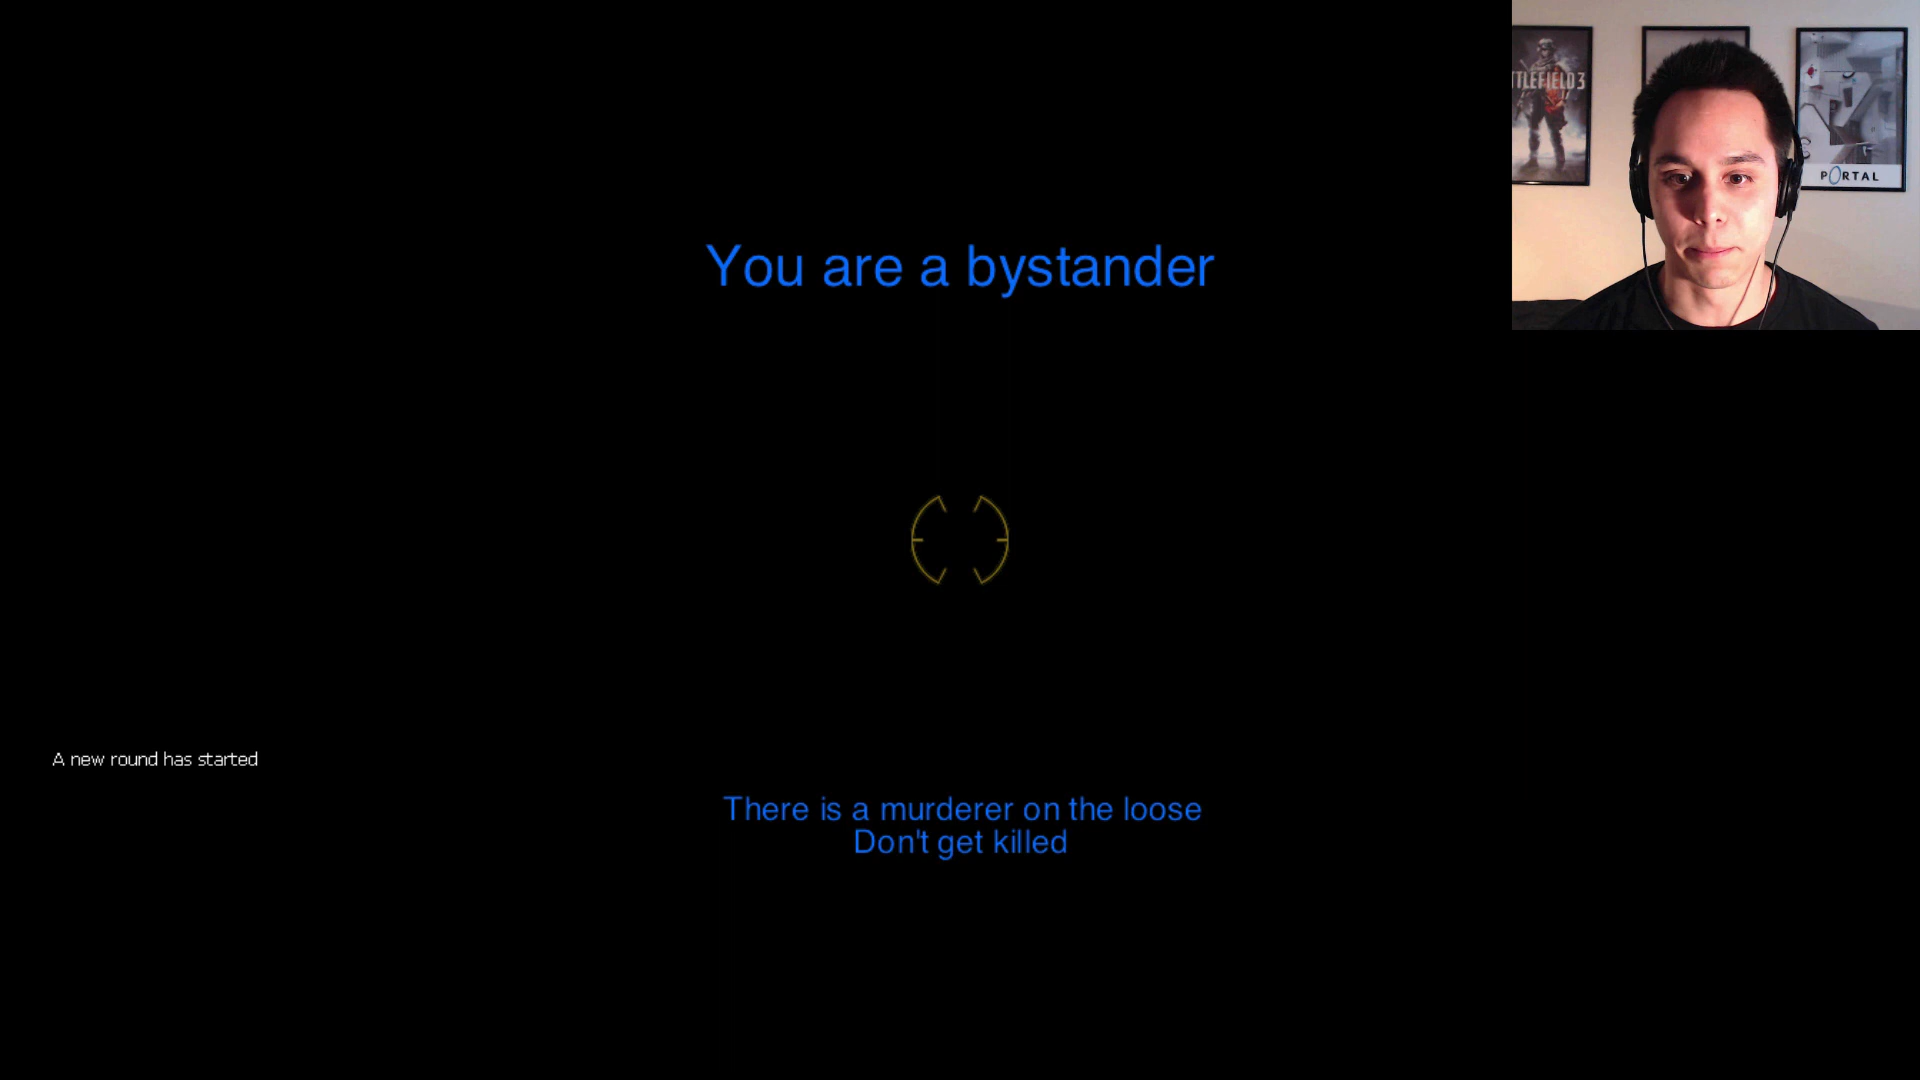 TTLEFIELD3
PORTAL
You are a bystander
A new round has started
There is a murderer on the loose
Don't get killed